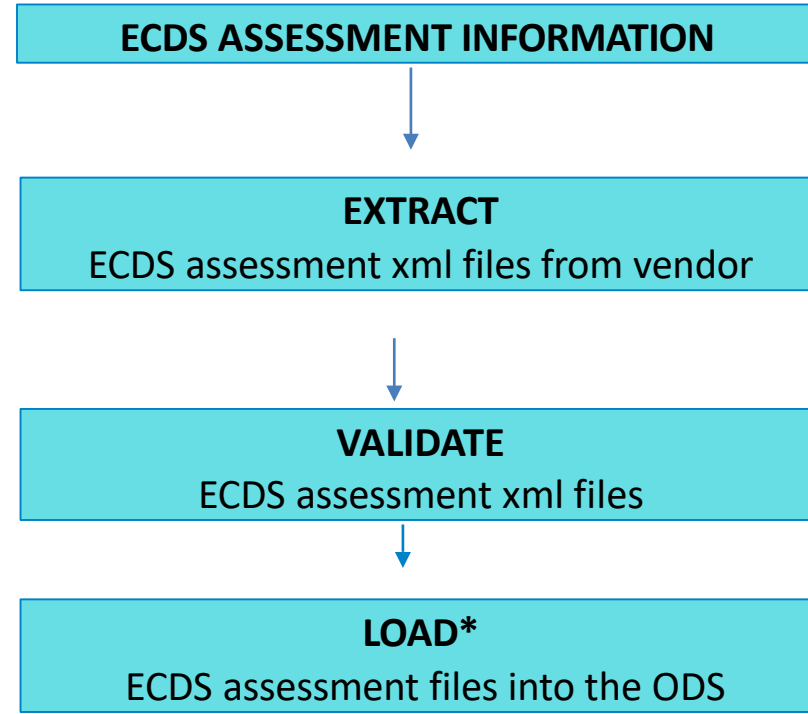 ECDS ASSESSMENT INFORMATION
EXTRACT
ECDS assessment xml files from vendor
VALIDATE
ECDS assessment xml files
LOAD*
ECDS assessment files into the ODS